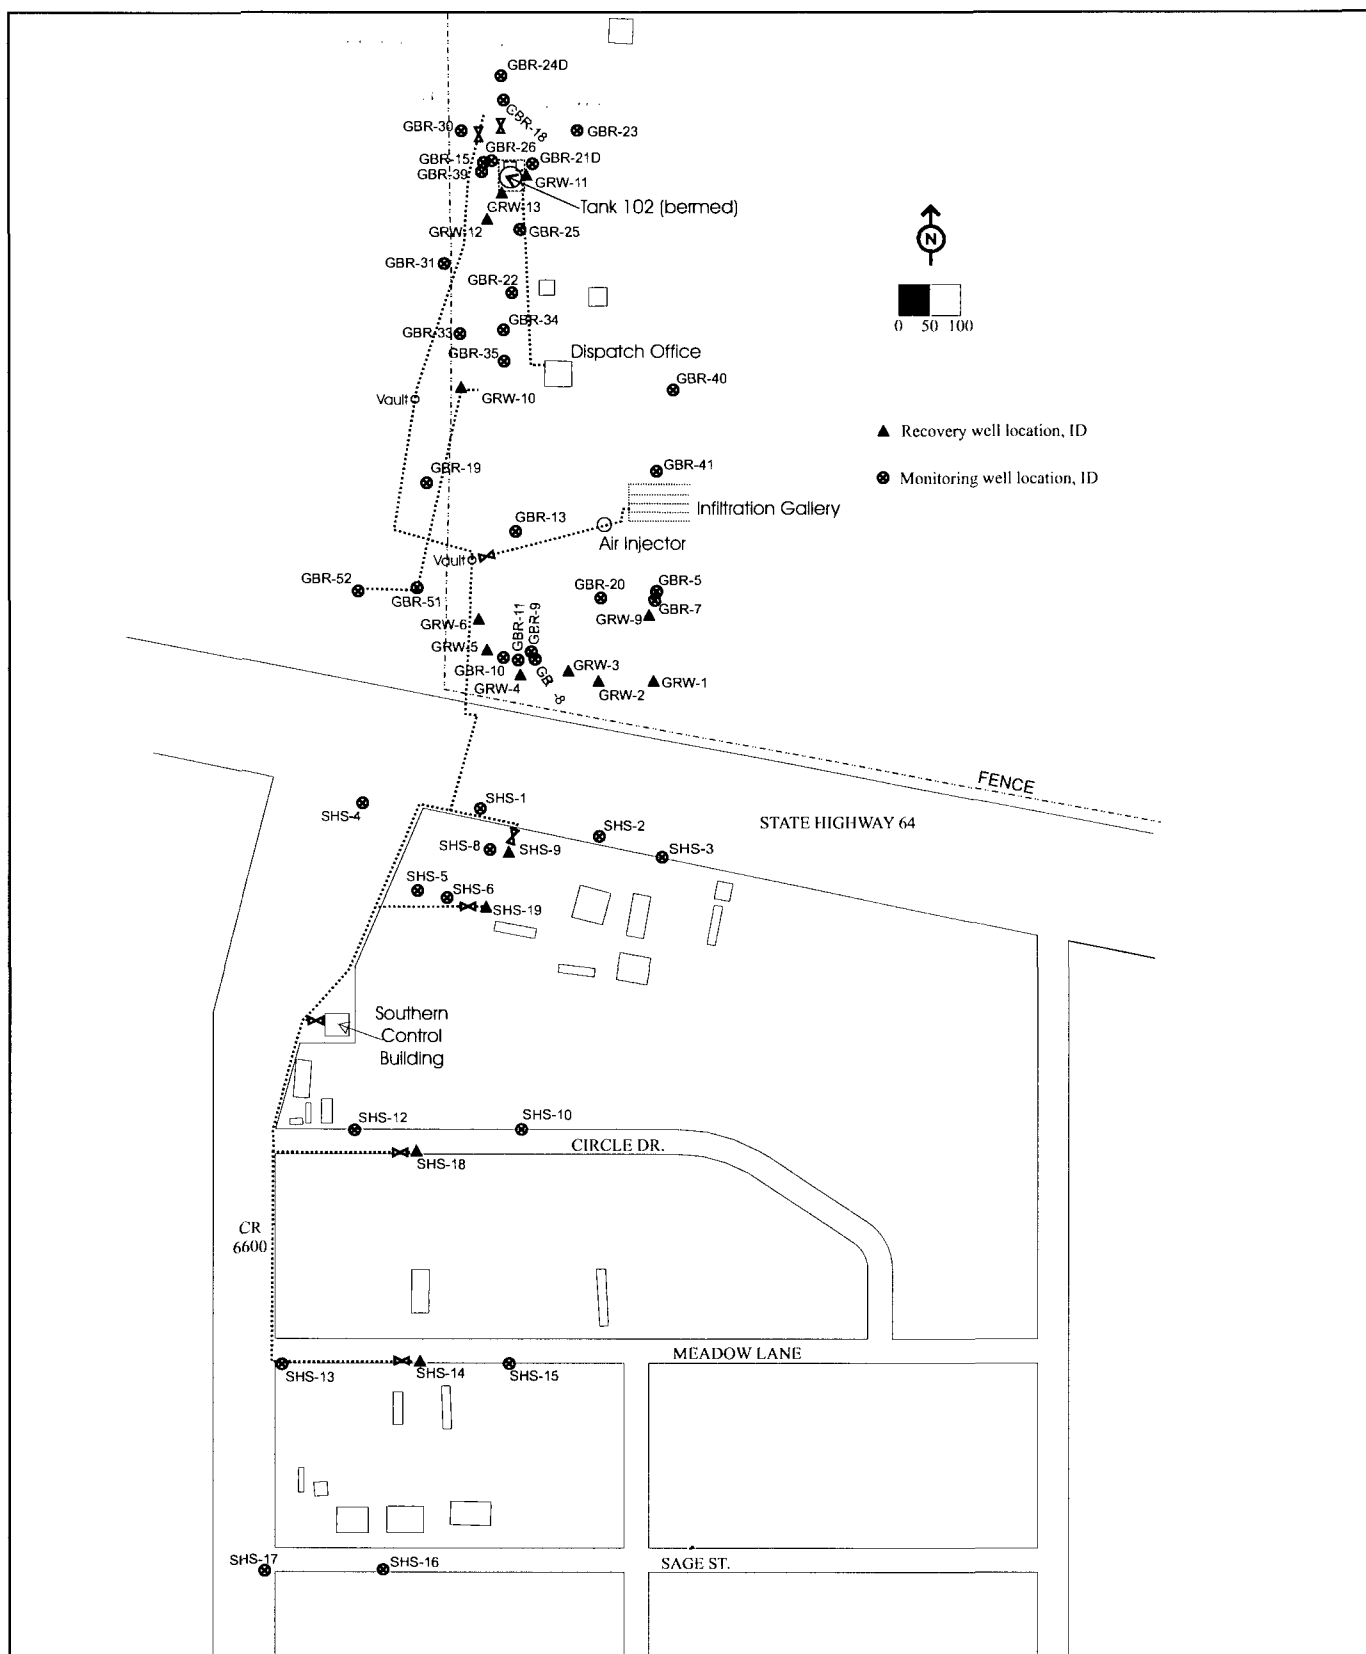 GBR-24D
GBR-18
GBR-30
GBR-23
GBR-26
GBR-15
GBR-21D
GBR-39
GRW-11
GRW-13
Tank 102 (bermed)
GRW-12
GBR-25
N
GBR-31
GBR-22
0 50 100
GBR-34
GBR-33
GBR-35
Dispatch Office
GBR-40
Vault
GRW-10
Recovery well location, ID
GBR-19
GBR-41
Monitoring well location, ID
Infiltration Gallery
GBR-13
Air Injector
Vault
GBR-52
GBR-51
GBR-20
GBR-5
GBR-7
GRW-9
GRW-6
GBR-11
GBR-9
GRW-5
GBR-10
GRW-4
GB -8
GRW-3
GRW-2
GRW-1
FENCE
SHS-4
SHS-1
SHS-2
STATE HIGHWAY 64
SHS-8
SHS-9
SHS-3
SHS-5
SHS-6
SHS-19
Southern
Control
Building
SHS-12
SHS-10
CIRCLE DR.
SHS-18
CR
6600
MEADOW LANE
SHS-13
SHS-14
SHS-15
SHS-17
SHS-16
SAGE ST.